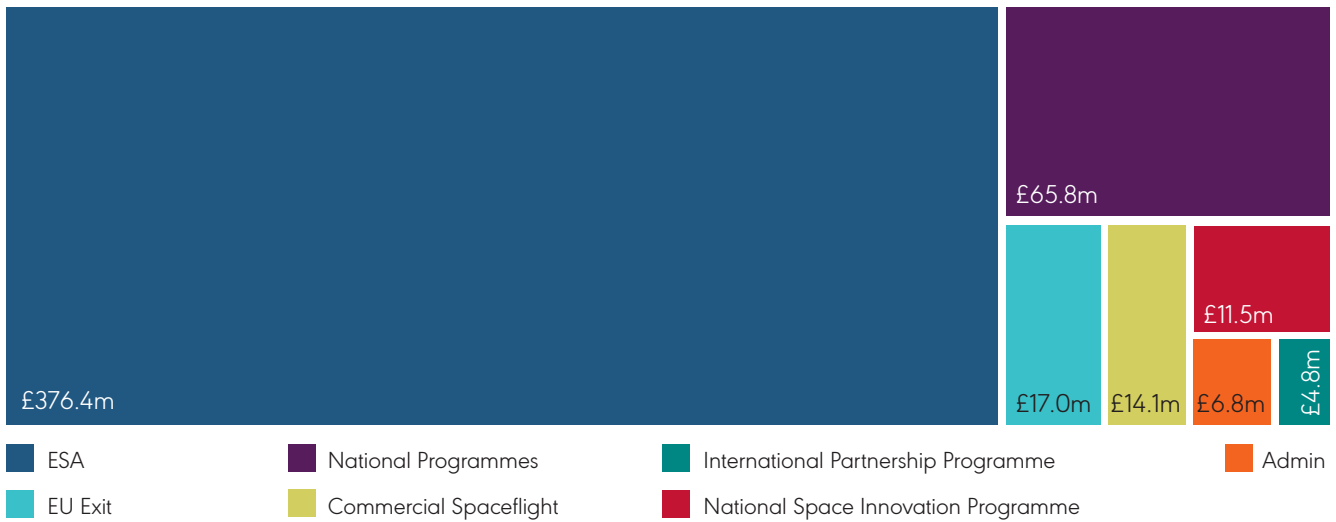 £376.4m
£65.8m
£17.0m
£14.1m
£11.5m
£6.8m
£4.8m
ESA
National Programmes
International Partnership Programme
Admin
EU Exit
Commercial Spaceflight
National Space Innovation Programme